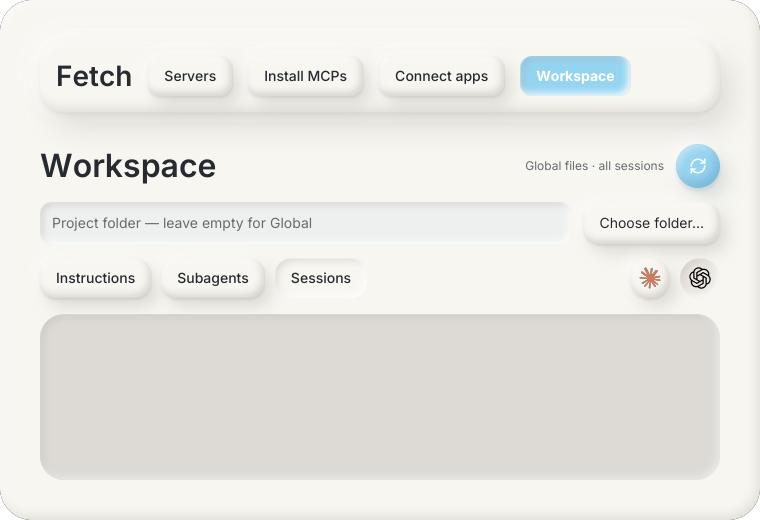 Fetch Servers Install MCPs Connect apps Workspace
Workspace Global files · all sessions
Project folder — leave empty for Global Choose folder...
Instructions Subagents Sessions